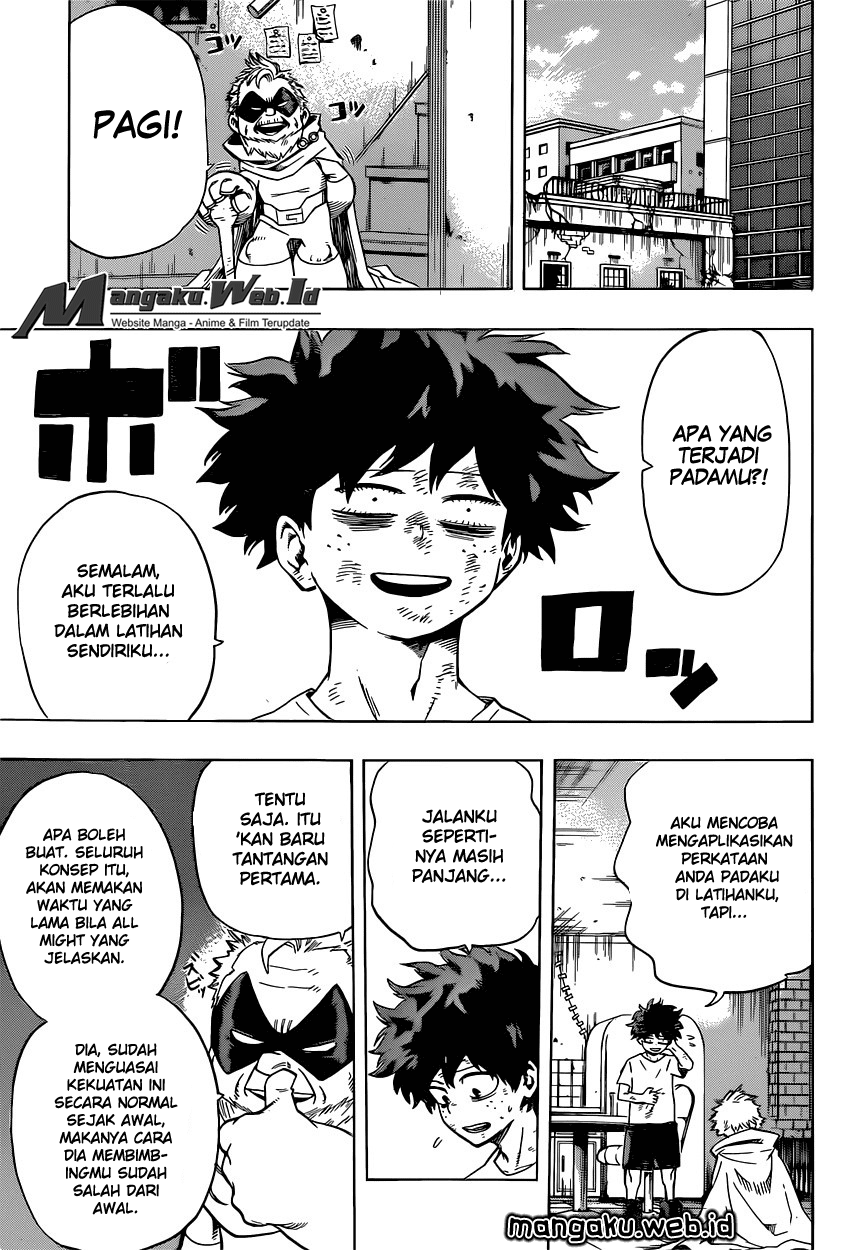 PAGI!
コツ
コツ
Mangaku.Web.Id
Website Manga - Anime & Film Terupdate
APA YANG
TERJADI
PADAMU?!
ボ
ロッ
SEMALAM,
AKU TERLALU
BERLEBIHAN
DALAM LATIHAN
SENDIRIKU...
AKU MENCOBA
MENGAPLIKASIKAN
PERKATAAN
ANDA PADAKU
DI LATIHANKU,
TAPI...
JALANKU
SEPERTI-
NYA MASIH
PANJANG...
TENTU
SAJA. ITU
'KAN BARU
TANTANGAN
PERTAMA.
APA BOLEH
BUAT. SELURUH
KONSEP ITU,
AKAN MEMAKAN
WAKTU YANG
LAMA BILA ALL
MIGHT YANG
JELASKAN.
DIA, SUDAH
MENGUASAI
KEKUATAN INI
SECARA NORMAL
SEJAK AWAL,
MAKANYA CARA
DIA MEMBIMB-
INGMU SUDAH
SALAH DARI
AWAL.
mangaku.web.id